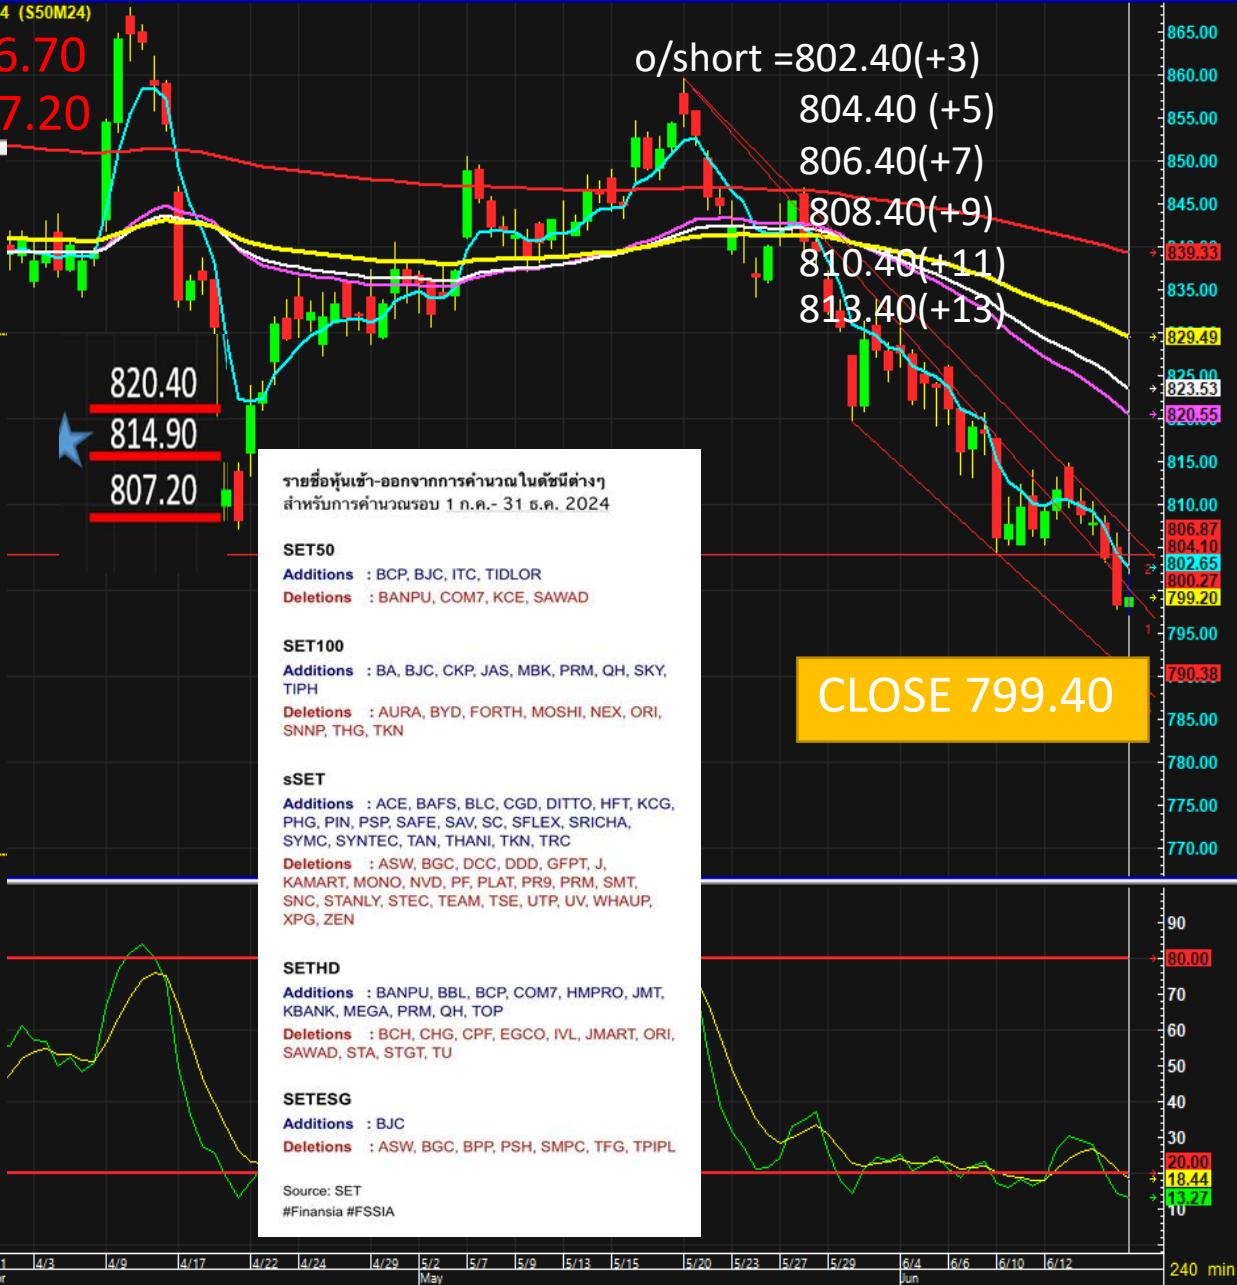 4 (S50M24)
6.70
7.20
o/short =802.40(+3)
804.40 (+5)
806.40(+7)
808.40(+9)
810.40(+11)
813.40(+13)
865.00
860.00
855.00
850.00
845.00
839.33
835.00
829.49
825.00
823.53
820.55
815.00
810.00
806.87
804.10
802.65
800.27
799.20
795.00
790.38
785.00
780.00
775.00
770.00
2
1
820.40
814.90
807.20
CLOSE 799.40
รายชื่อหุ้นเข้า-ออกจากการคำนวณในดัชนีต่างๆ
สำหรับการคำนวณรอบ 1 ก.ค.- 31 ธ.ค. 2024
SET50
Additions : BCP, BJC, ITC, TIDLOR
Deletions : BANPU, COM7, KCE, SAWAD
SET100
Additions : BA, BJC, CKP, JAS, MBK, PRM, QH, SKY,
TIPH
Deletions : AURA, BYD, FORTH, MOSHI, NEX, ORI,
SNNP, THG, TKN
sSET
Additions : ACE, BAFS, BLC, CGD, DITTO, HFT, KCG,
PHG, PIN, PSP, SAFE, SAV, SC, SFLEX, SRICHA,
SYMC, SYNTEC, TAN, THANI, TKN, TRC
Deletions : ASW, BGC, DCC, DDD, GFPT, J,
KAMART, MONO, NVD, PF, PLAT, PR9, PRM, SMT,
SNC, STANLY, STEC, TEAM, TSE, UTP, UV, WHAUP,
XPG, ZEN
SETHD
Additions : BANPU, BBL, BCP, COM7, HMPRO, JMT,
KBANK, MEGA, PRM, QH, TOP
Deletions : BCH, CHG, CPF, EGCO, IVL, JMART, ORI,
SAWAD, STA, STGT, TU
SETESG
Additions : BJC
Deletions : ASW, BGC, BPP, PSH, SMPC, TFG, TPIPL
Source: SET
#Finansia #FSSIA
90
80.00
70
60
50
40
30
20.00
18.44
13.27
10
1 4/3 4/9 4/17 4/22 4/24 4/29 5/2 5/7 5/9 5/13 5/15 5/20 5/23 5/27 5/29 6/4 6/6 6/10 6/12
May Jun
240 min